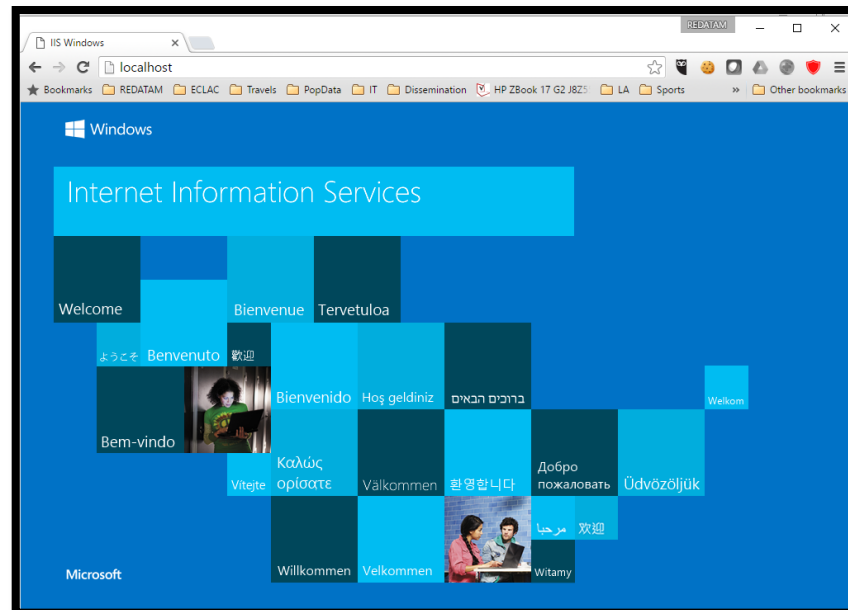 REDATAM
IIS Windows
localhost
Bookmarks REDATAM ECLAC Travels PopData IT Dissemination HP ZBook 17 G2 J8Z5 LA Sports » Other bookmarks
Windows
Internet Information Services
Welcome
Bienvenue
Tervetuloa
ようこそ
Benvenuto
歡迎
Bienvenido
Hoş geldiniz
ברוכים הבאים
Welkom
Bem-vindo
Vítejte
Καλώς
ορίσατε
Välkommen
환영합니다
Добро
пожаловать
Üdvözöljük
مرحبا
欢迎
Willkommen
Velkommen
Witamy
Microsoft